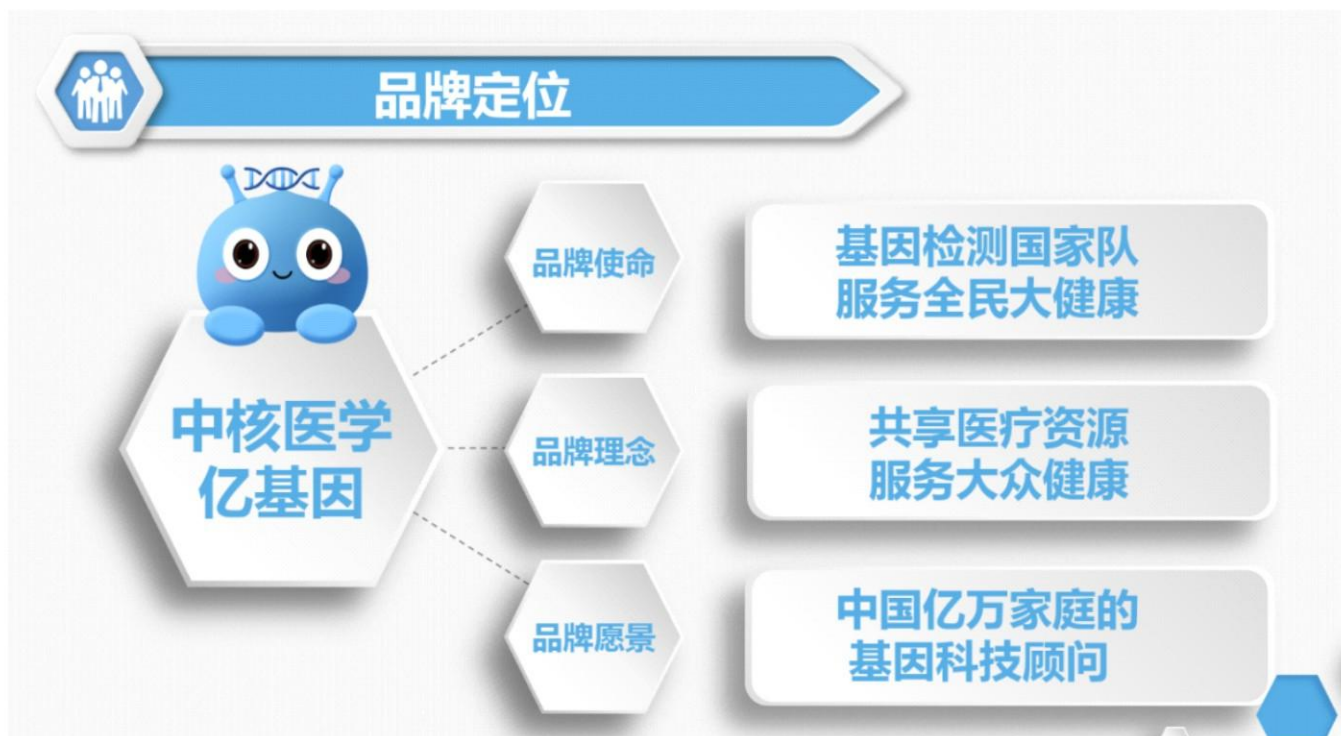 品牌定位
中核医学
亿基因
品牌使命
基因检测国家队
服务全民大健康
品牌理念
共享医疗资源
服务大众健康
品牌愿景
中国亿万家庭的
基因科技顾问